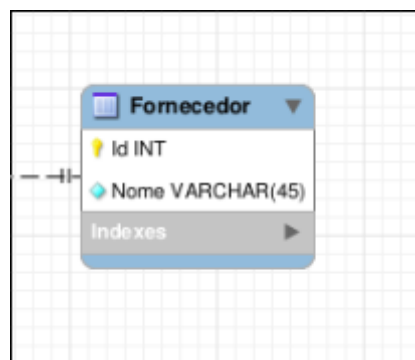 Fornecedor
Id INT
Nome VARCHAR(45)
Indexes